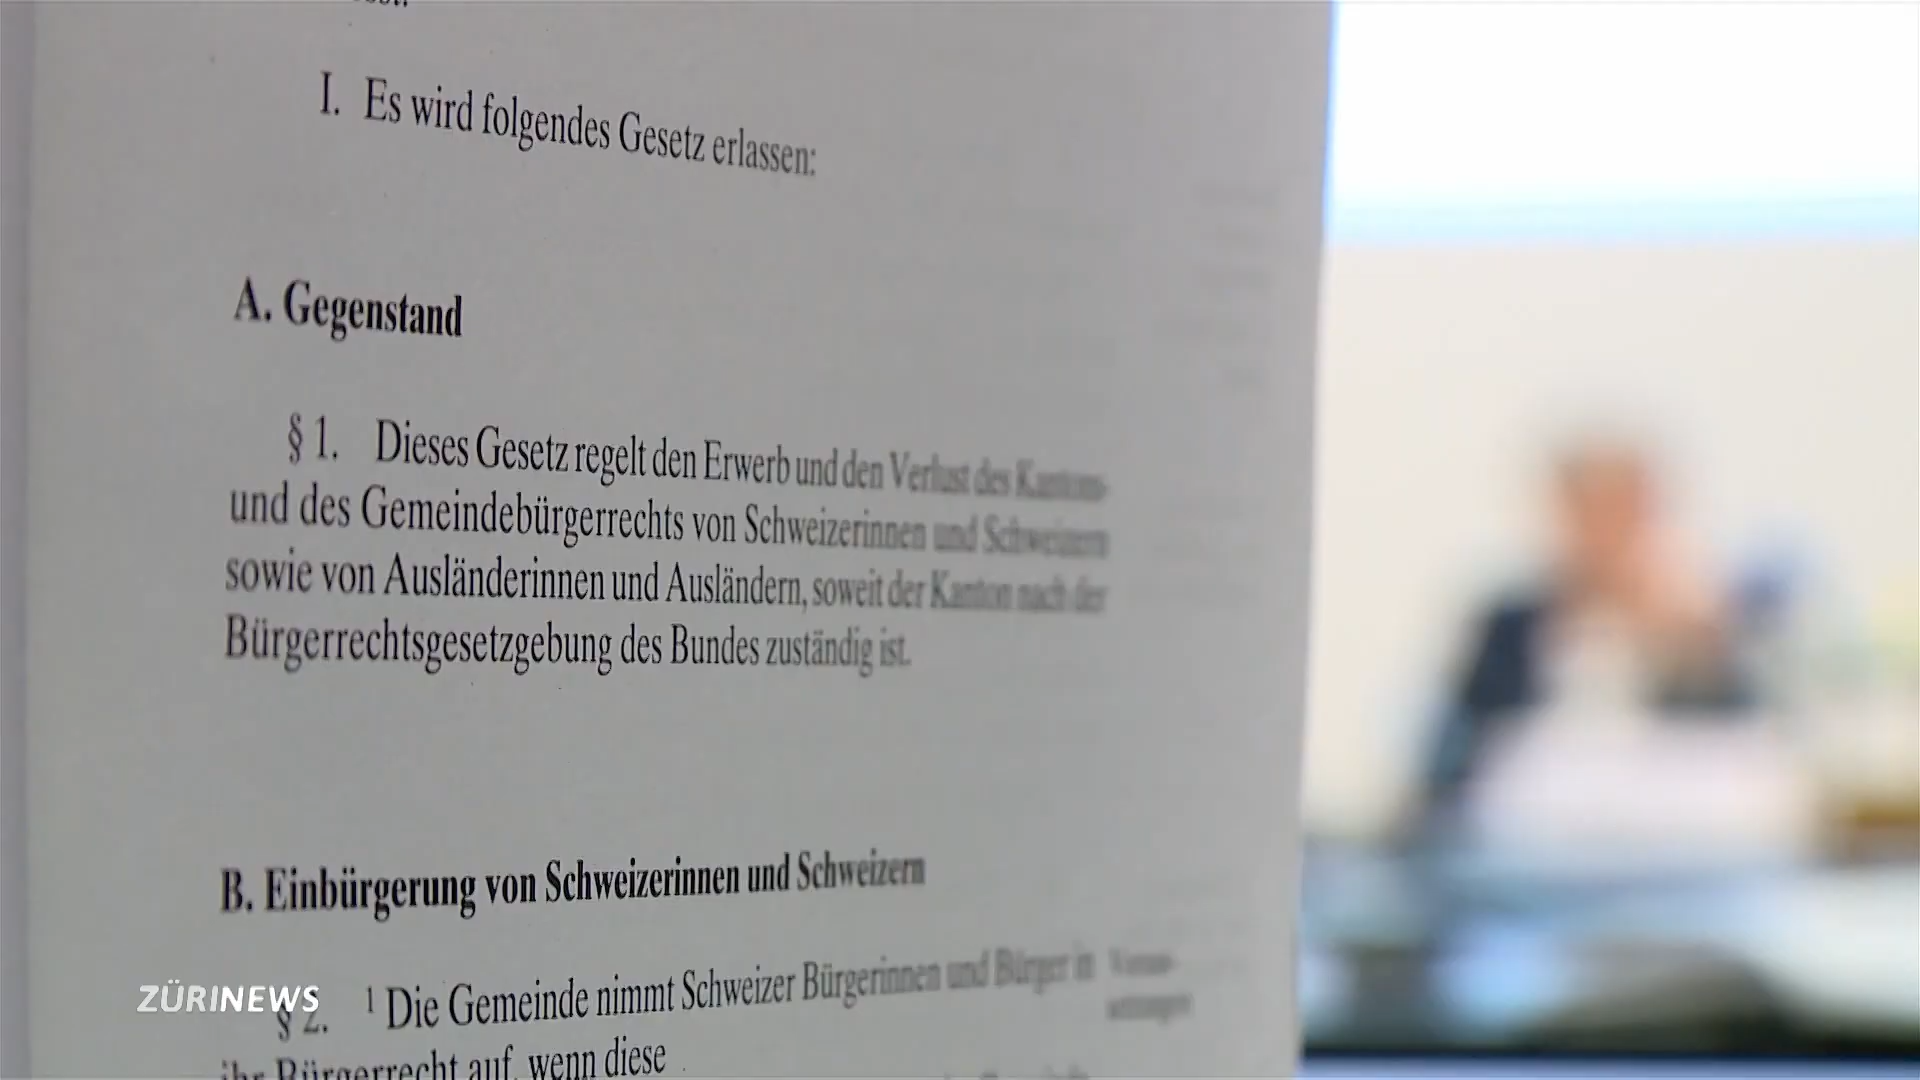 I. Es wird folgendes Gesetz erlassen:
A. Gegenstand
§ 1. Dieses Gesetz regelt den Erwerb und den Verlust des Kantons-
und des Gemeindebürgerrechts von Schweizerinnen und Schweizern
sowie von Ausländerinnen und Ausländern, soweit der Kanton nach der
Bürgerrechtsgesetzgebung des Bundes zuständig ist.
B. Einbürgerung von Schweizerinnen und Schweizern
§ 2. ¹ Die Gemeinde nimmt Schweizer Bürgerinnen und Bürger in
ihr Bürgerrecht auf, wenn diese
ZÜRINEWS